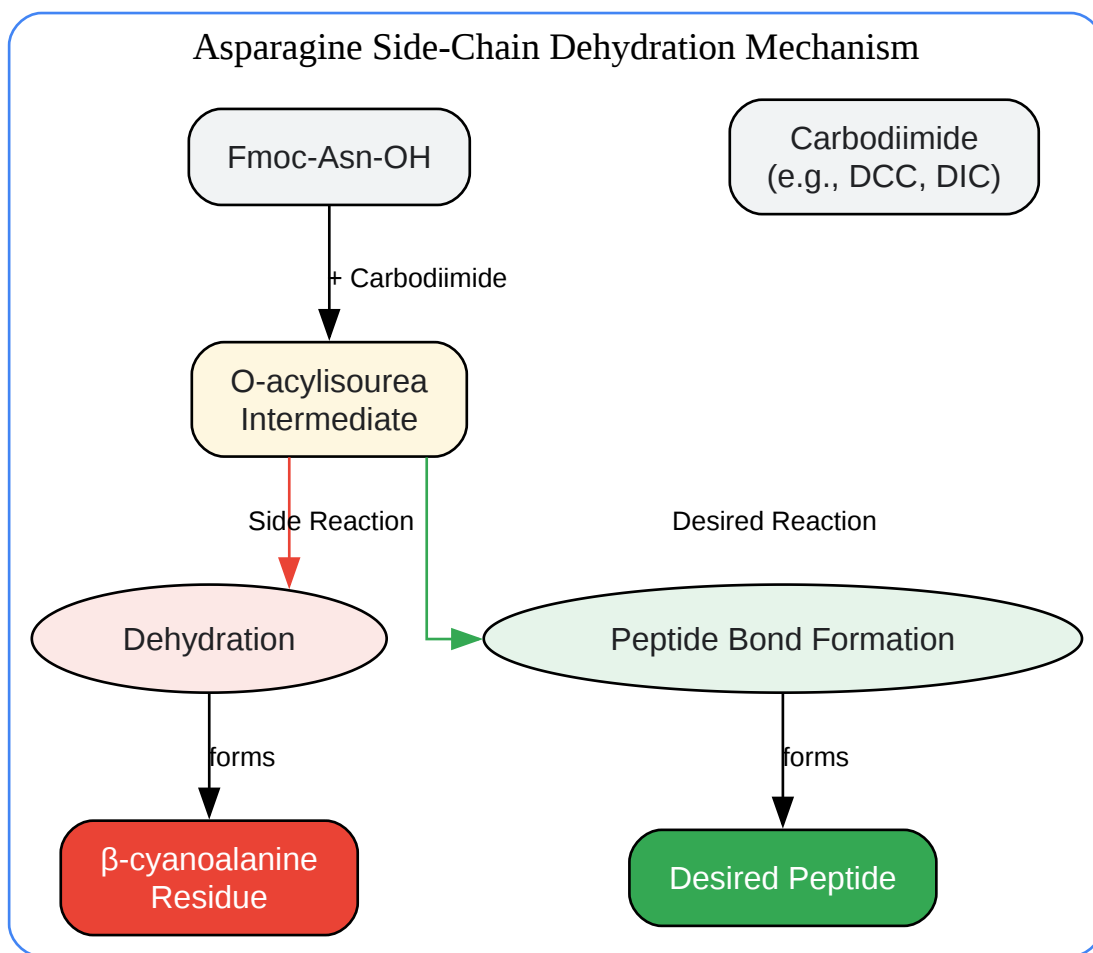 Asparagine Side-Chain Dehydration Mechanism
Fmoc-Asn-OH
Carbodiimide
(e.g., DCC, DIC)
+ Carbodiimide
O-acylisourea
Intermediate
Side Reaction
Desired Reaction
Dehydration
Peptide Bond Formation
forms
forms
β-cyanoalanine
Residue
Desired Peptide